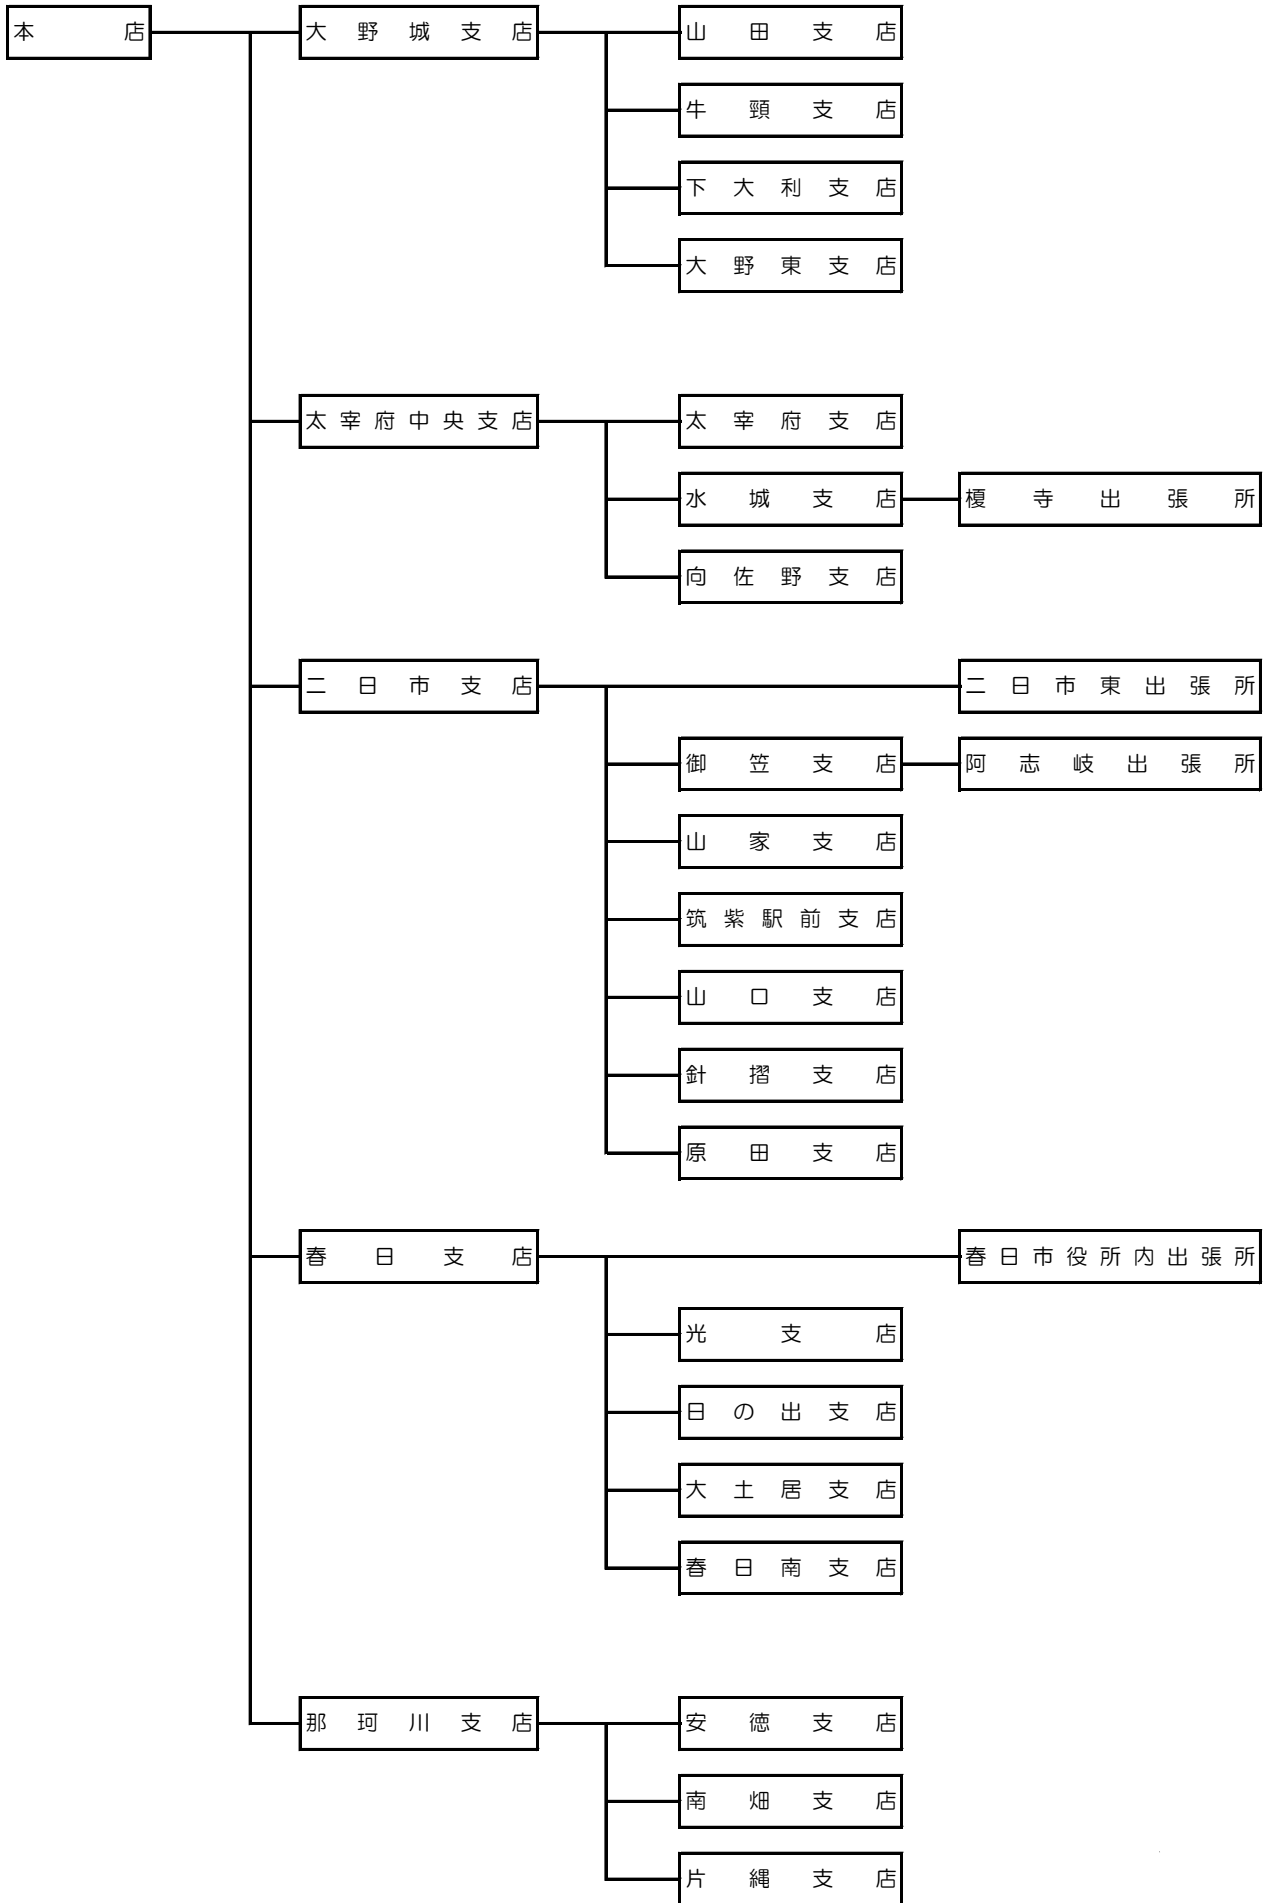 本店 大野城支店 山田支店
牛頸支店
下大利支店
大野東支店
太宰府中央支店 太宰府支店
水城支店 榎寺出張所
向佐野支店
二日市支店 二日市東出張所
御笠支店 阿志岐出張所
山家支店
筑紫駅前支店
山口支店
針摺支店
原田支店
春日支店 春日市役所内出張所
光支店
日の出支店
大土居支店
春日南支店
那珂川支店 安徳支店
南畑支店
片縄支店